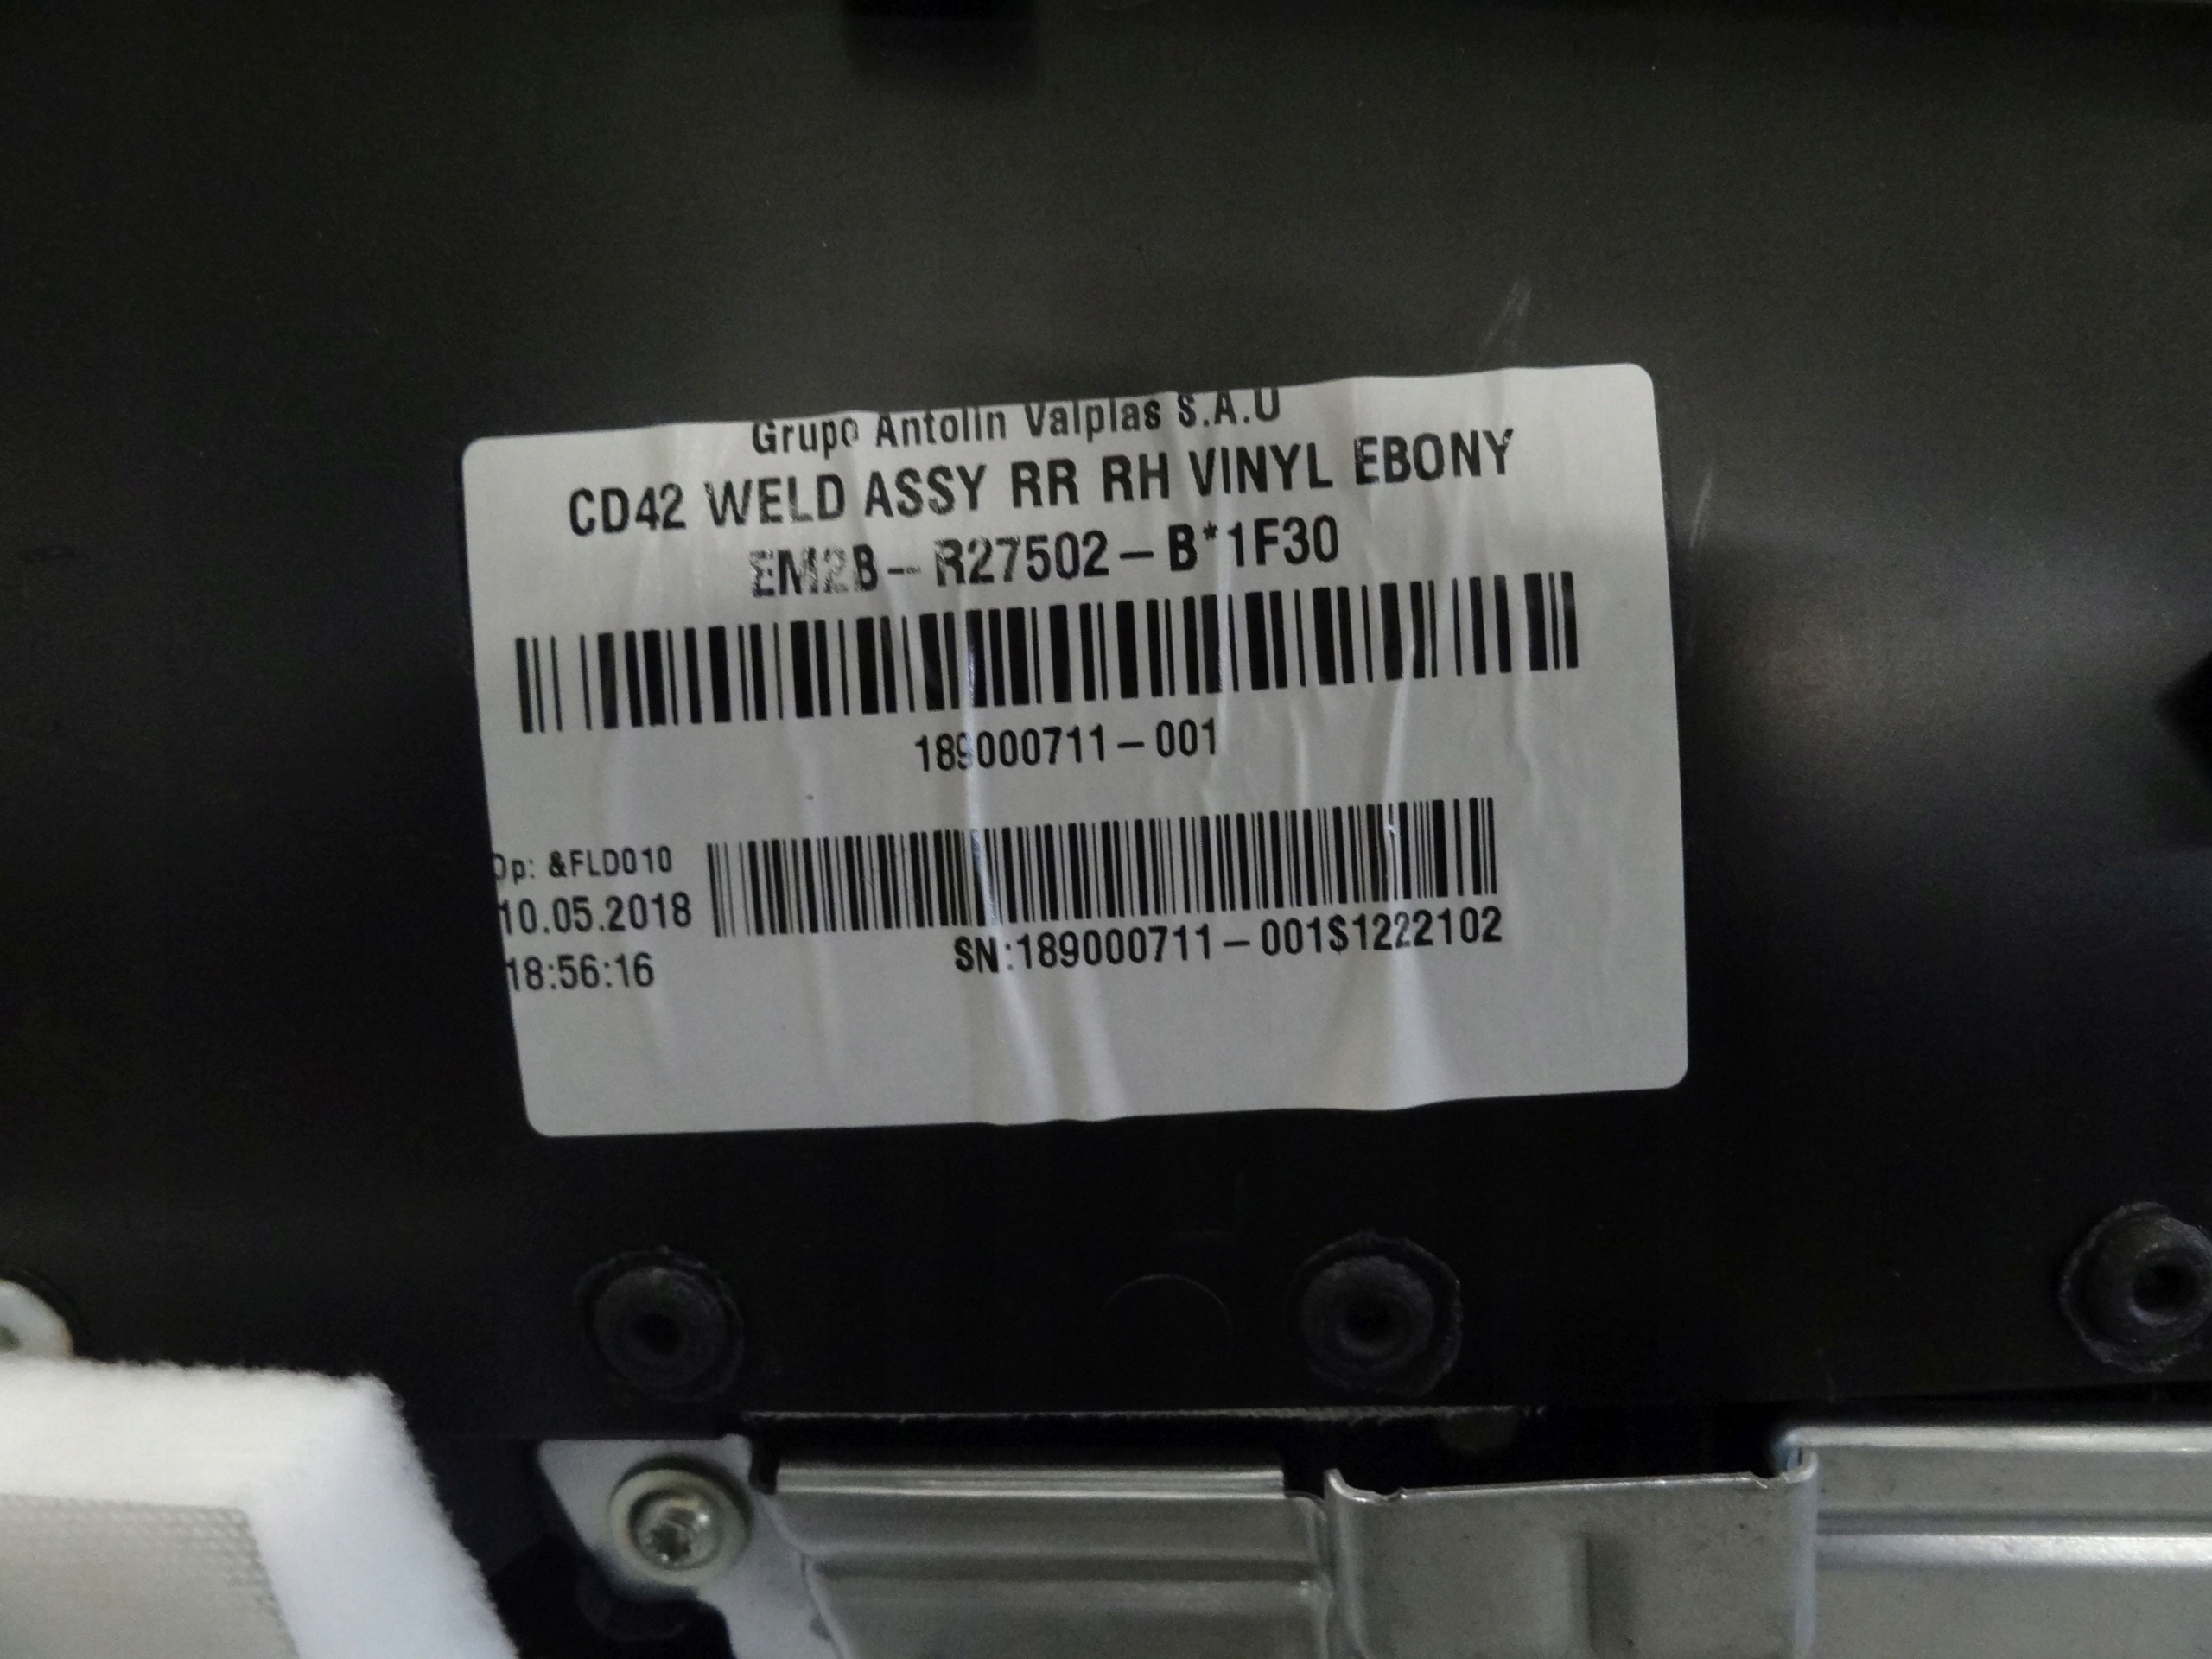 Grupo Antolin Valplas S.A.U
CD42 WELD ASSY RR RH VINYL EBONY
EM2B-R27502-B*1F30
189000711-001
Op: &FLD010
10.05.2018
18:56:16
SN:189000711-001$1222102